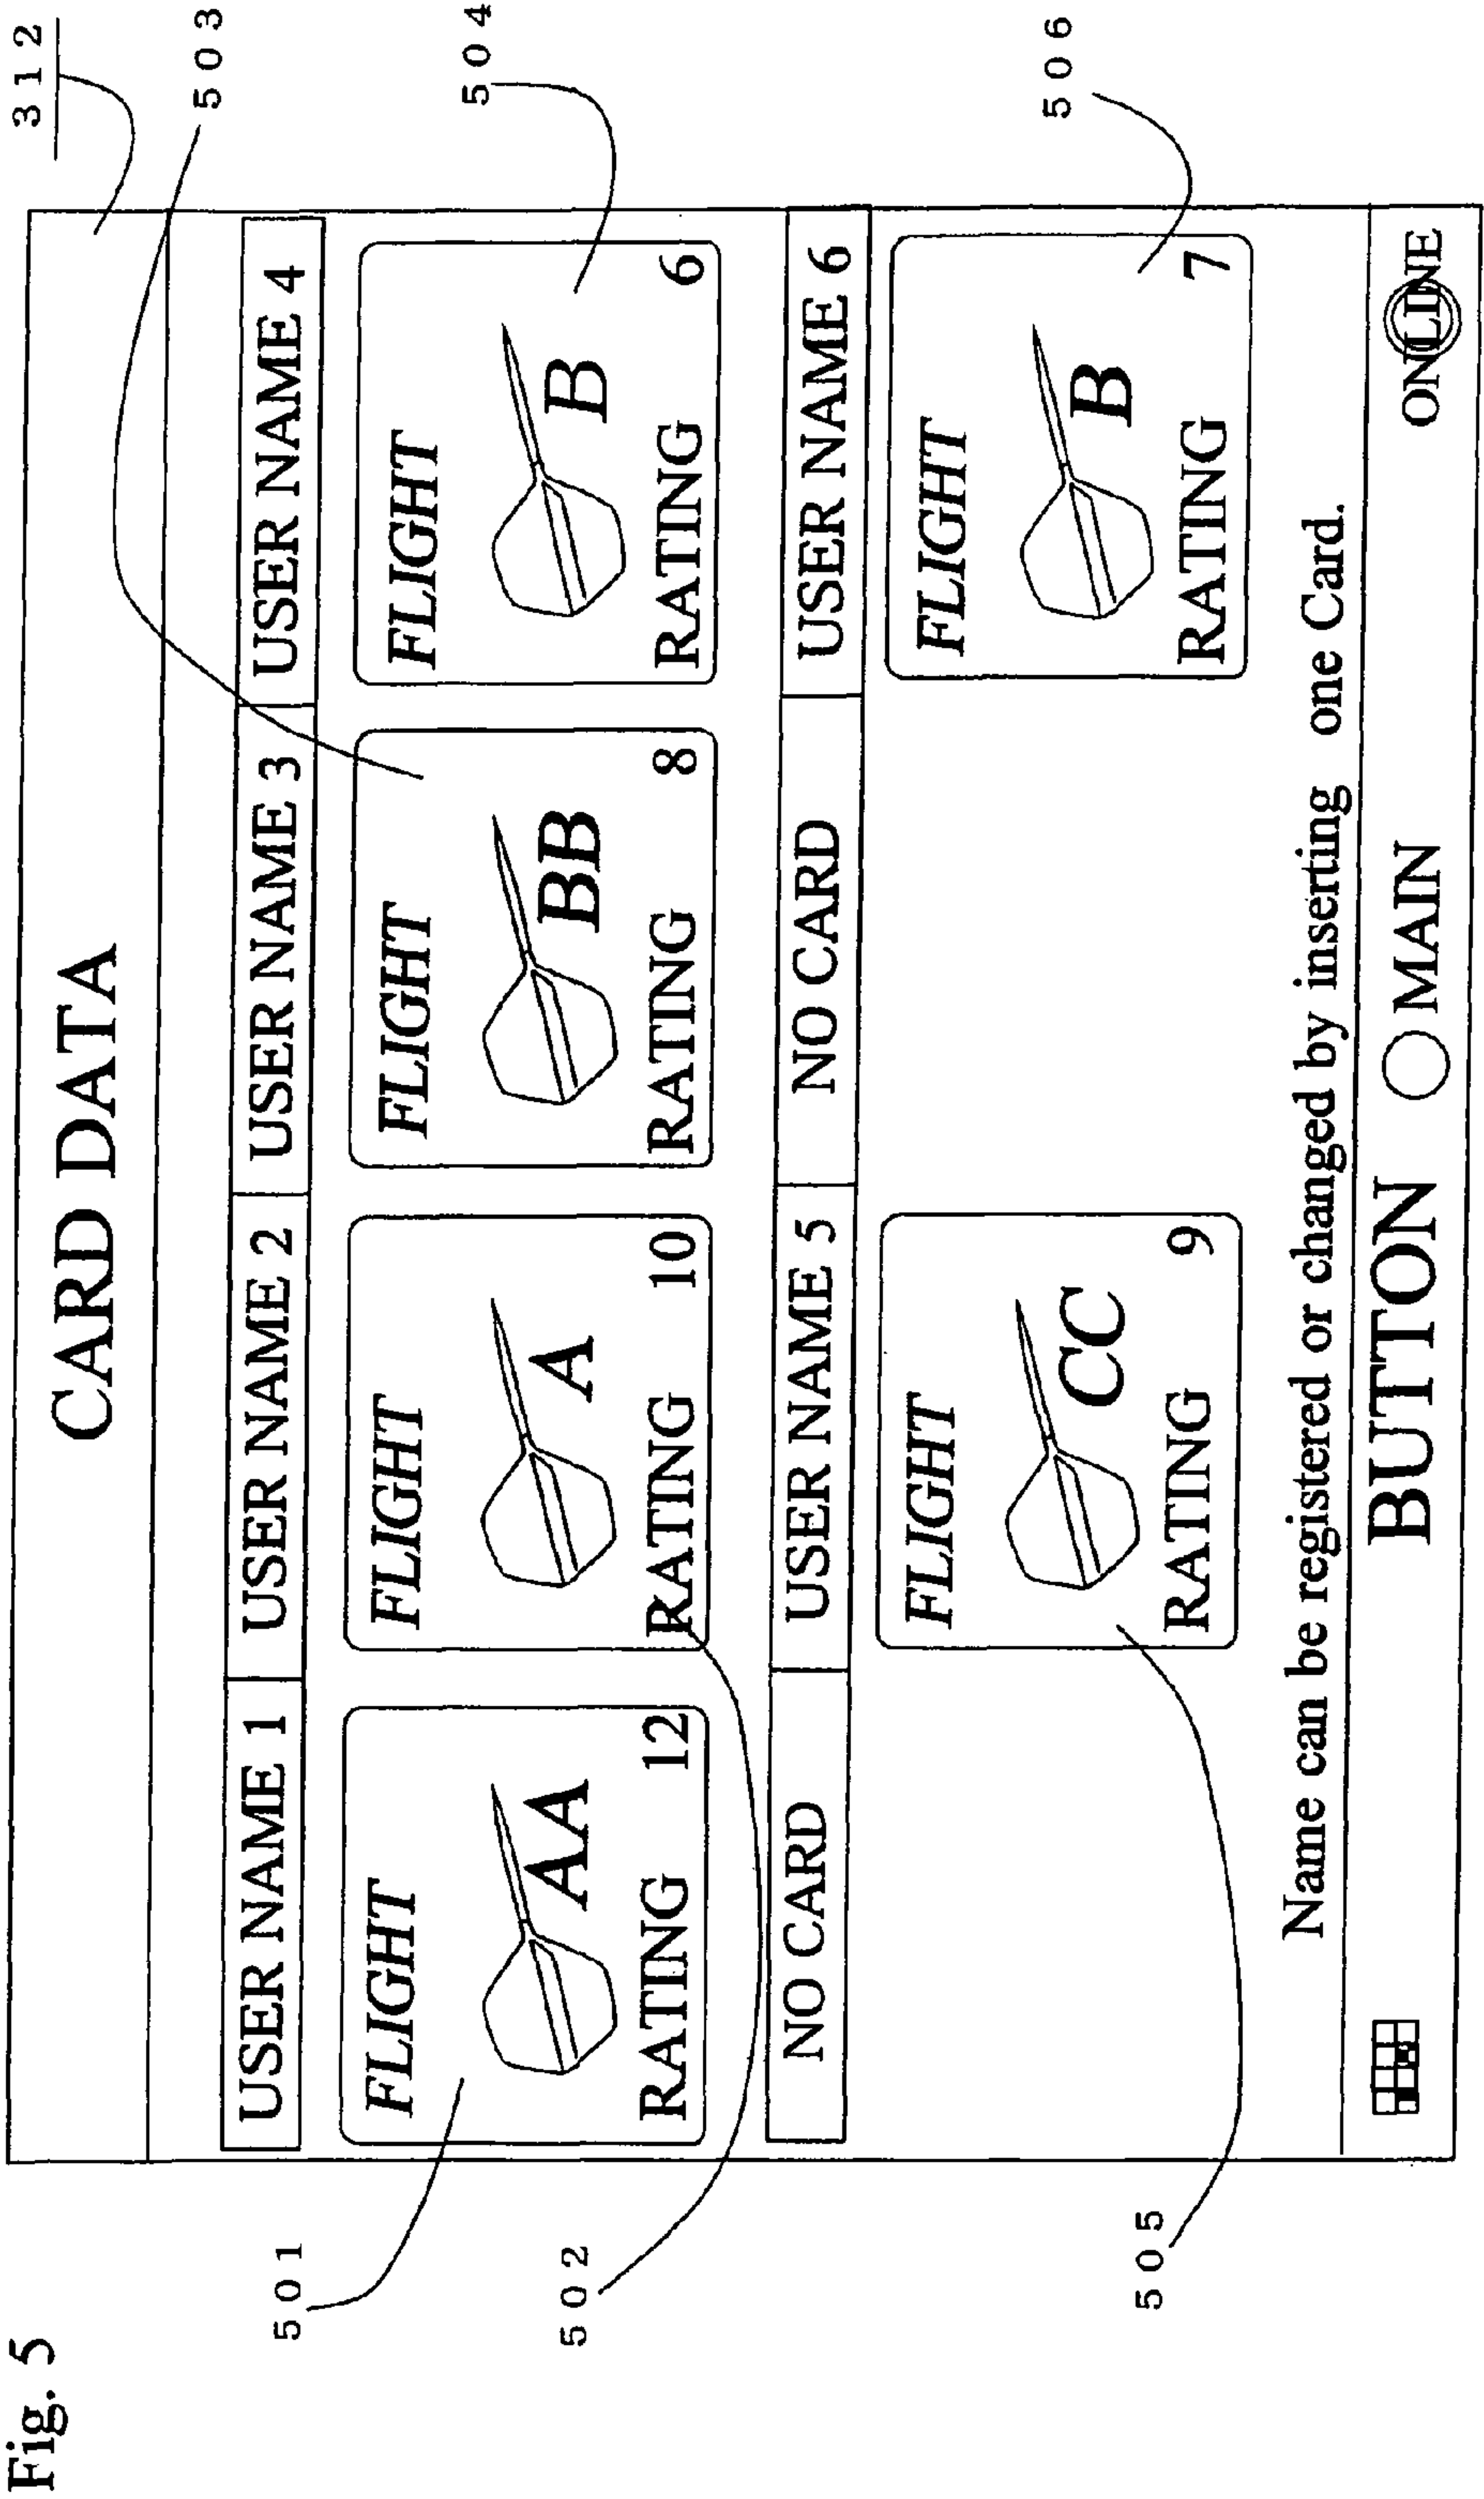 Fig. 5
312
CARD DATA
503
USER NAME 1 USER NAME 2 USER NAME 3 USER NAME 4
501
504
FLIGHT FLIGHT FLIGHT FLIGHT
AA A BB B
RATING 12 RATING 10 RATING 8 RATING 6
502
NO CARD USER NAME 5 NO CARD USER NAME 6
FLIGHT FLIGHT
CC B
506
505
RATING 9 RATING 7
Name can be registered or changed by inserting one Card.
BUTTON MAIN ONLINE